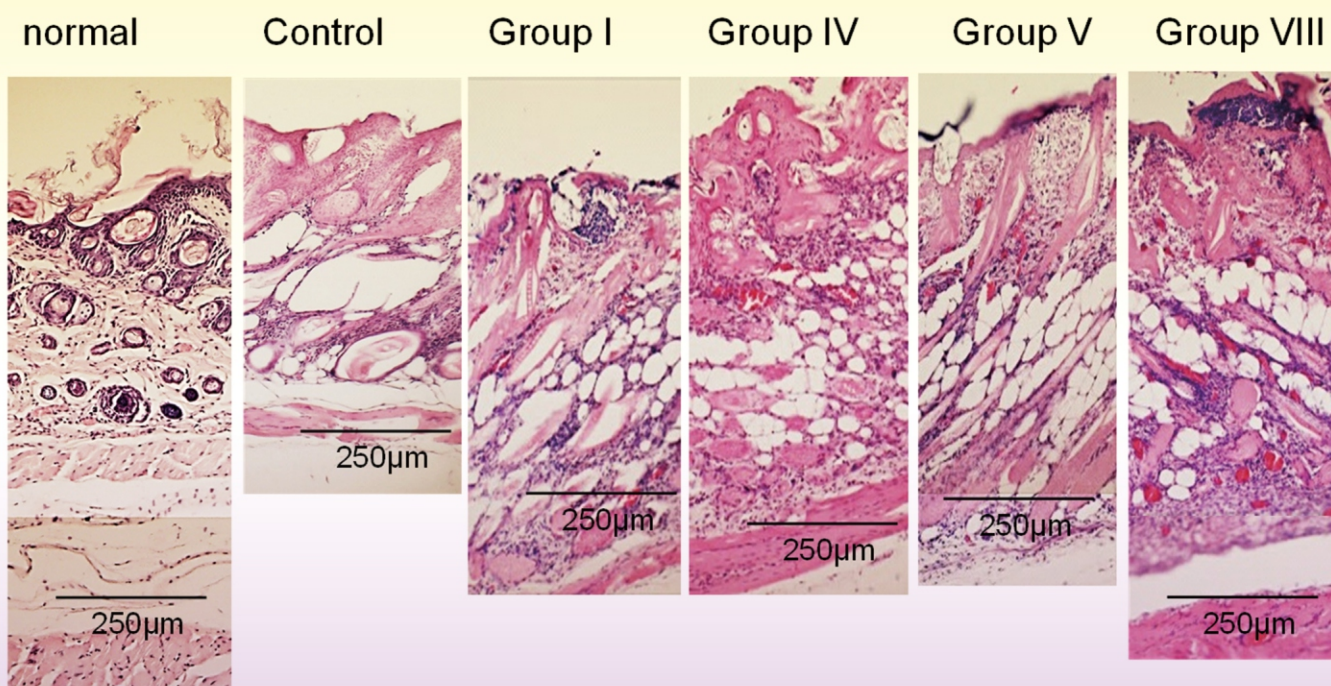 normal
Control
Group I
Group IV
Group V
Group VIII
250µm
250µm
250µm
250µm
250µm
250µm